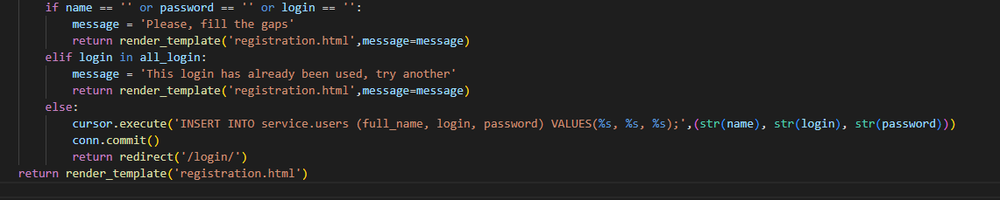 if name == '' or password == '' or login == '':
message = 'Please, fill the gaps'
return render_template('registration.html',message=message)
elif login in all_login:
message = 'This login has already been used, try another'
return render_template('registration.html',message=message)
else:
cursor.execute('INSERT INTO service.users (full_name, login, password) VALUES(%s, %s, %s);',(str(name), str(login), str(password)))
conn.commit()
return redirect('/login/')
return render_template('registration.html')